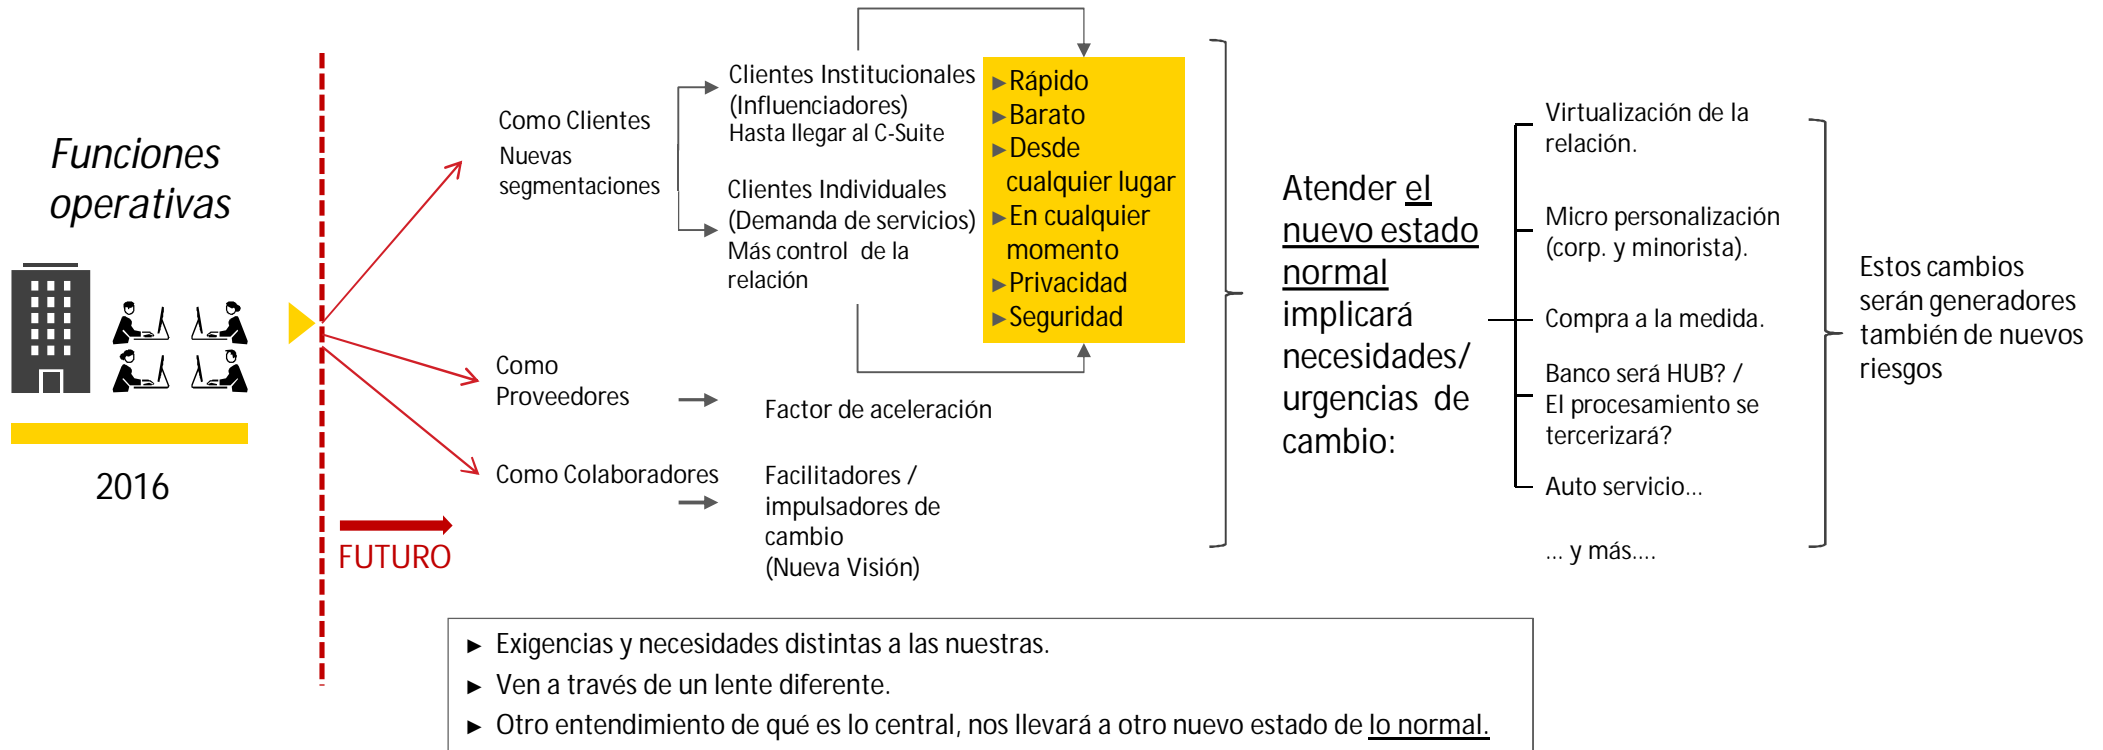 Funciones
operativas
2016
FUTURO
Como Clientes
Nuevas
segmentaciones
Clientes Institucionales
(Influenciadores)
Hasta llegar al C-Suite
Clientes Individuales
(Demanda de servicios)
Más control de la
relación
►Rápido
►Barato
►Desde
cualquier lugar
►En cualquier
momento
►Privacidad
►Seguridad
Como
Proveedores
Factor de aceleración
Como Colaboradores
Facilitadores /
impulsadores de
cambio
(Nueva Visión)
Atender el
nuevo estado
normal
implicará
necesidades/
urgencias de
cambio:
Virtualización de la
relación.
Micro personalización
(corp. y minorista).
Compra a la medida.
Banco será HUB? /
El procesamiento se
tercerizará?
Auto servicio...
... y más....
Estos cambios
serán generadores
también de nuevos
riesgos
► Exigencias y necesidades distintas a las nuestras.
► Ven a través de un lente diferente.
► Otro entendimiento de qué es lo central, nos llevará a otro nuevo estado de lo normal.